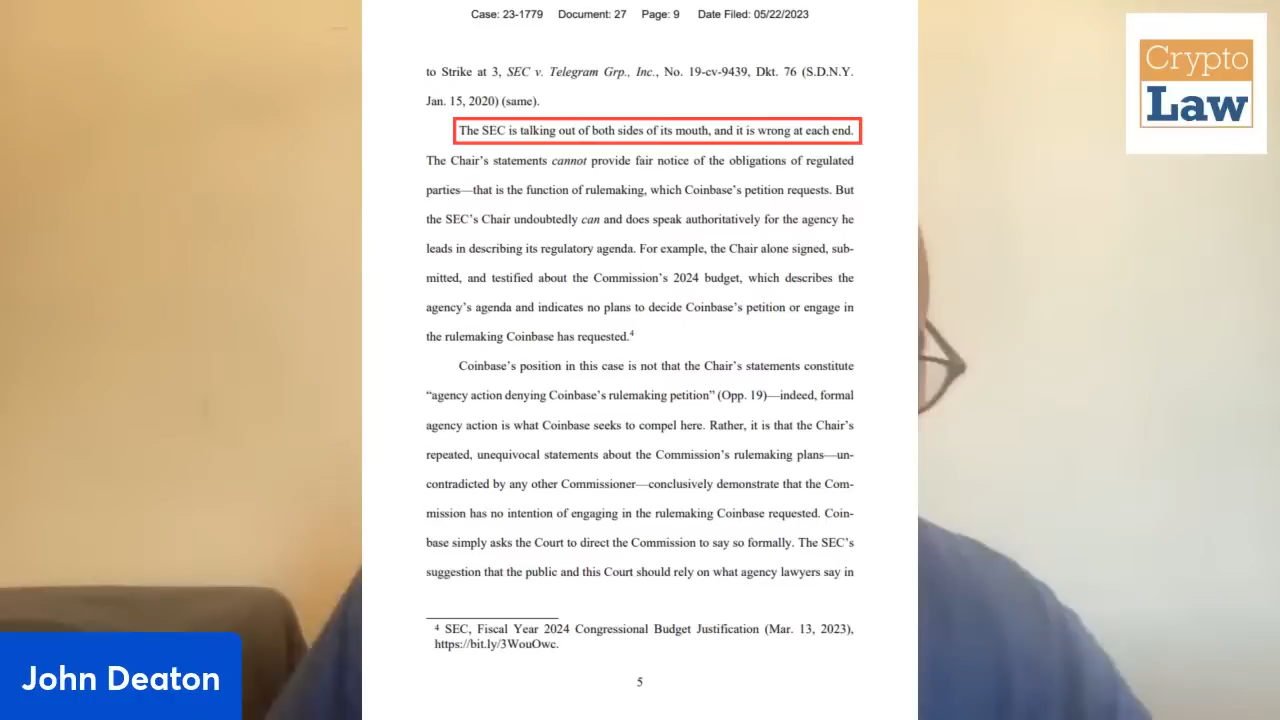 Case: 23-1779 Document: 27 Page: 9 Date Filed: 05/22/2023
to Strike at 3, SEC v. Telegram Grp., Inc., No. 19-cv-9439, Dkt. 76 (S.D.N.Y.
Jan. 15, 2020) (same).
The SEC is talking out of both sides of its mouth, and it is wrong at each end.
The Chair’s statements cannot provide fair notice of the obligations of regulated
parties—that is the function of rulemaking, which Coinbase’s petition requests. But
the SEC’s Chair undoubtedly can and does speak authoritatively for the agency he
leads in describing its regulatory agenda. For example, the Chair alone signed, sub-
mitted, and testified about the Commission’s 2024 budget, which describes the
agency’s agenda and indicates no plans to decide Coinbase’s petition or engage in
the rulemaking Coinbase has requested.4
Coinbase’s position in this case is not that the Chair’s statements constitute
“agency action denying Coinbase’s rulemaking petition” (Opp. 19)—indeed, formal
agency action is what Coinbase seeks to compel here. Rather, it is that the Chair’s
repeated, unequivocal statements about the Commission’s rulemaking plans—un-
contradicted by any other Commissioner—conclusively demonstrate that the Com-
mission has no intention of engaging in the rulemaking Coinbase requested. Coin-
base simply asks the Court to direct the Commission to say so formally. The SEC’s
suggestion that the public and this Court should rely on what agency lawyers say in
4 SEC, Fiscal Year 2024 Congressional Budget Justification (Mar. 13, 2023),
https://bit.ly/3WouOwc.
5
Crypto
Law
John Deaton